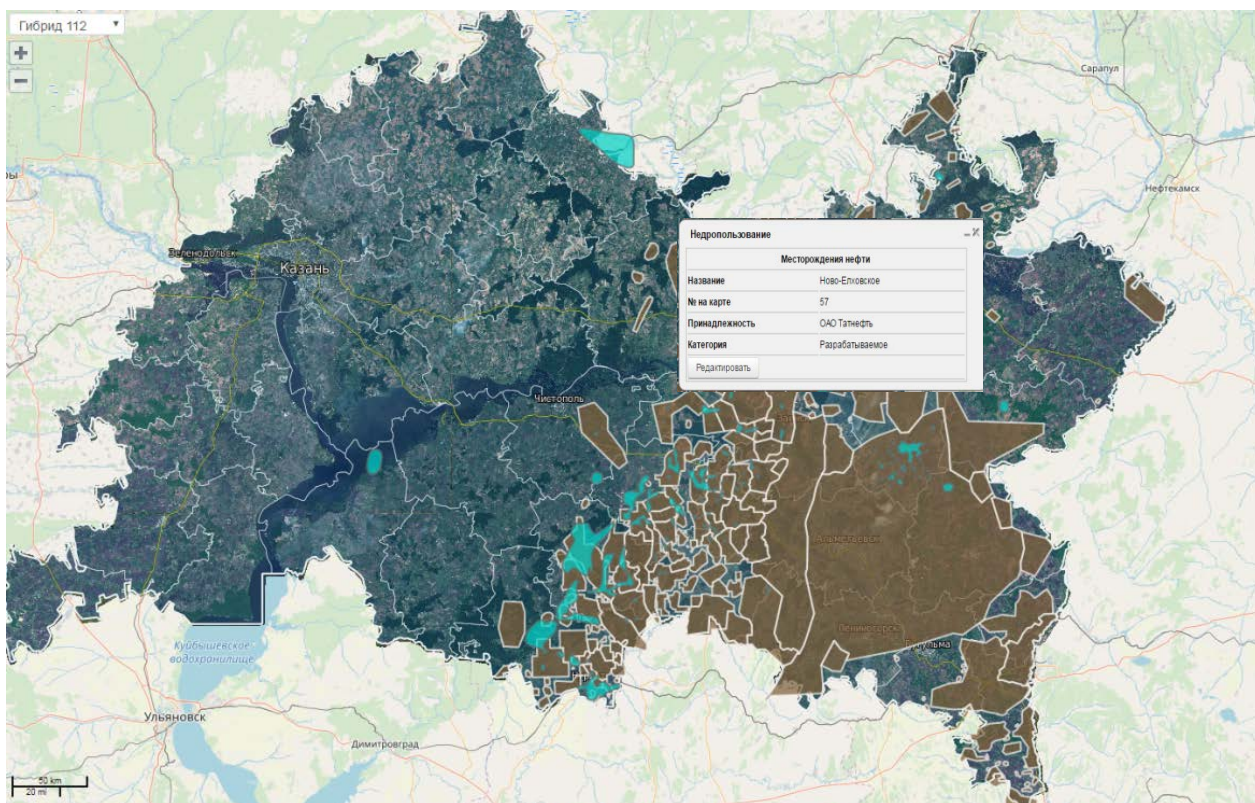 Гибрид 112
+
−
Сарапул
Нефтекамск
Зеленодольск
Казань
Недропользование
Месторождения нефти
Название Ново-Елховское
№ на карте 57
Принадлежность ОАО Татнефть
Категория Разрабатываемое
Редактировать
Чистополь
Альметьевск
Лениногорск
Куйбышевское
водохранилище
Ульяновск
Димитровград
50 km
20 mi